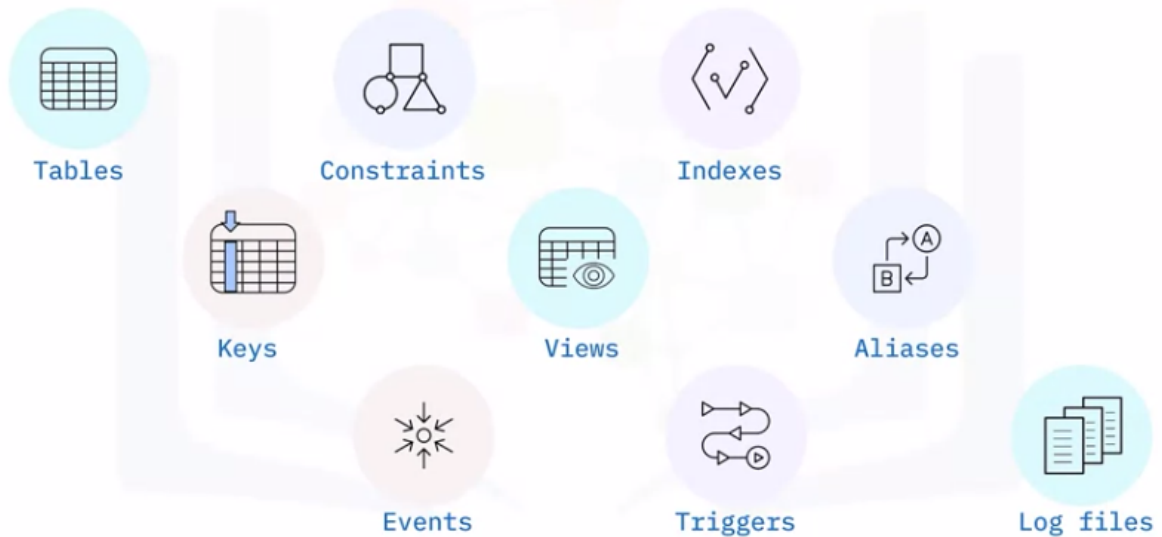 Tables
Constraints
Indexes
Keys
Views
A
B
Aliases
Events
Triggers
Log files